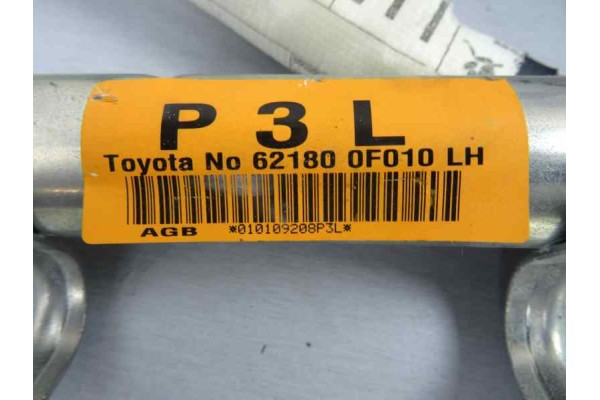 P 3 L
Toyota No 62180 0F010 LH
AGB *010109208P3L*